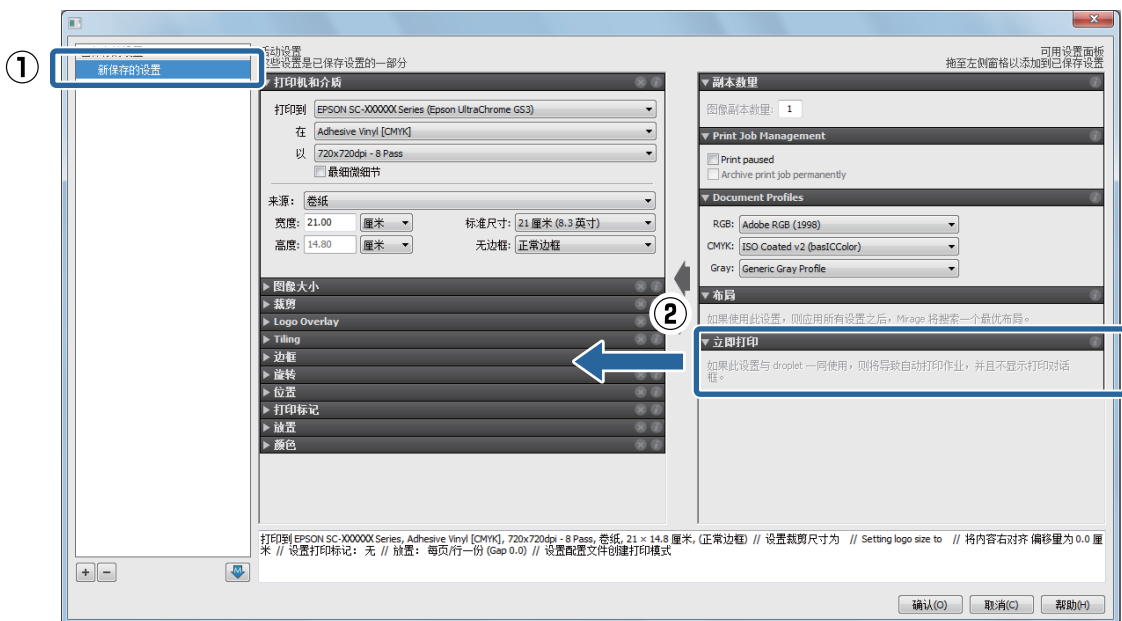 ①
新保存的设置
活动设置
这些设置是已保存设置的一部分
可用设置面板
拖至左侧窗格以添加到已保存设置
打印机和介质
打印到 EPSON SC-XXXXXX Series (Epson UltraChrome GS3)
在 Adhesive Vinyl [CMYK]
以 720x720dpi - 8 Pass
最细微细节
来源: 卷纸
宽度: 21.00 厘米 标准尺寸: 21 厘米 (8.3 英寸)
高度: 14.80 厘米 无边框: 正常边框
图像大小
裁剪
Logo Overlay
Tiling
边框
旋转
位置
打印标记
放置
颜色
②
副本数里
图像副本数里: 1
Print Job Management
Print paused
Archive print job permanently
Document Profiles
RGB: Adobe RGB (1998)
CMYK: ISO Coated v2 (basICColor)
Gray: Generic Gray Profile
布局
如果使用此设置，则应用所有设置之后，Mirage 将搜索一个最优布局。
立即打印
如果此设置与 droplet 一同使用，则将导致自动打印作业，并且不显示打印对话
框。
打印到 EPSON SC-XXXXXX Series, Adhesive Vinyl [CMYK], 720x720dpi - 8 Pass, 卷纸, 21 × 14.8 厘米, (正常边框) // 设置裁剪尺寸为 // Setting logo size to // 将内容右对齐 偏移量为 0.0 厘
米 // 设置打印标记: 无 // 放置: 每页/行一份 (Gap 0.0) // 设置配置文件创建打印模式
确认(O) 取消(C) 帮助(H)